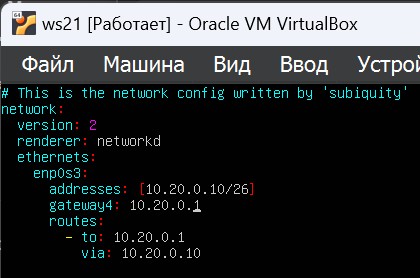 ws21 [Работает] - Oracle VM VirtualBox
Файл Машина Вид Ввод Устрой
# This is the network config written by 'subiquity'
network:
  version: 2
  renderer: networkd
  ethernets:
    enp0s3:
      addresses: [10.20.0.10/26]
      gateway4: 10.20.0.1
      routes:
        - to: 10.20.0.1
          via: 10.20.0.10